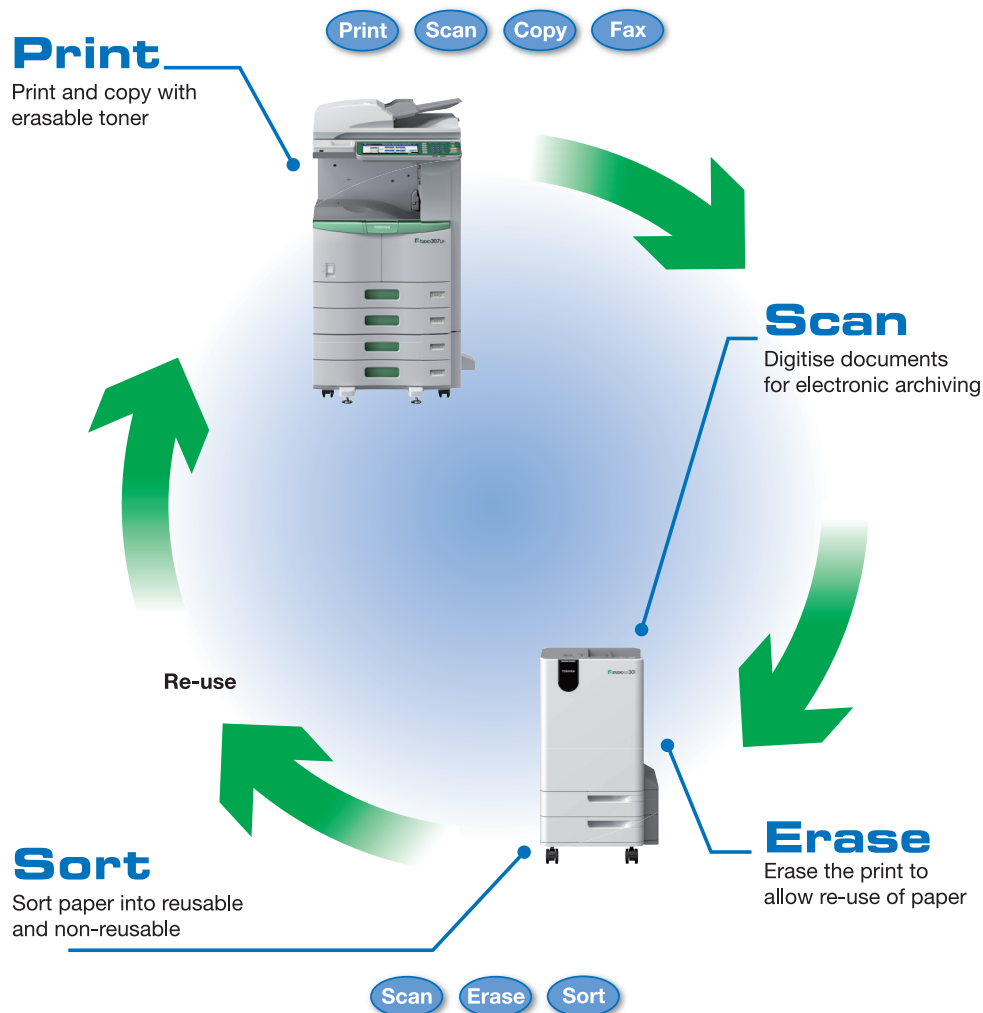 Print Scan Copy Fax
Print
Print and copy with
erasable toner
TOSHIBA
Scan
Digitise documents
for electronic archiving
Re-use
TOSHIBA
Erase
Erase the print to
allow re-use of paper
Sort
Sort paper into reusable
and non-reusable
Scan Erase Sort